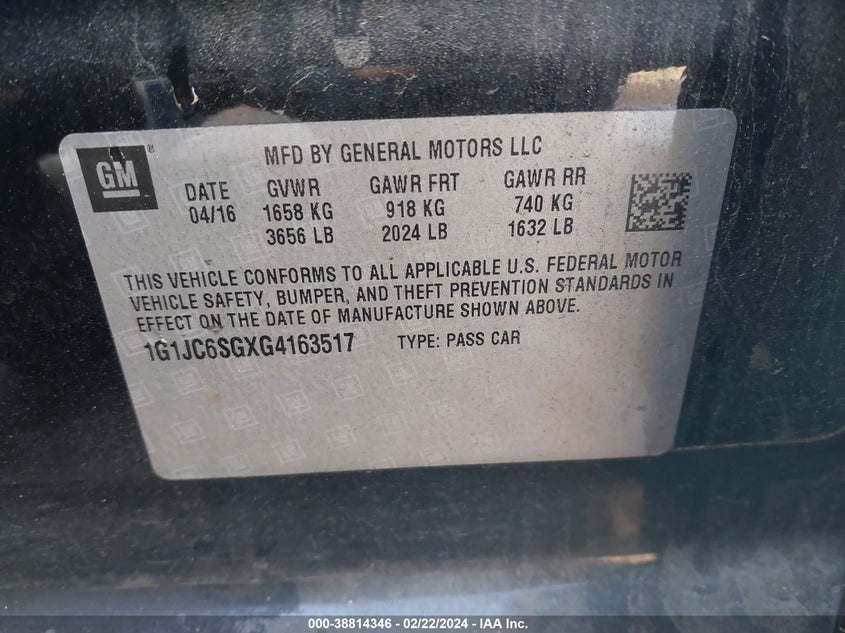 GM ®
MFD BY GENERAL MOTORS LLC
DATE GVWR GAWR FRT GAWR RR
04/16 1658 KG 918 KG 740 KG
3656 LB 2024 LB 1632 LB
THIS VEHICLE CONFORMS TO ALL APPLICABLE U.S. FEDERAL MOTOR
VEHICLE SAFETY, BUMPER, AND THEFT PREVENTION STANDARDS IN
EFFECT ON THE DATE OF MANUFACTURE SHOWN ABOVE.
1G1JC6SGXG4163517 TYPE: PASS CAR
000-38814346 - 02/22/2024 - IAA Inc.